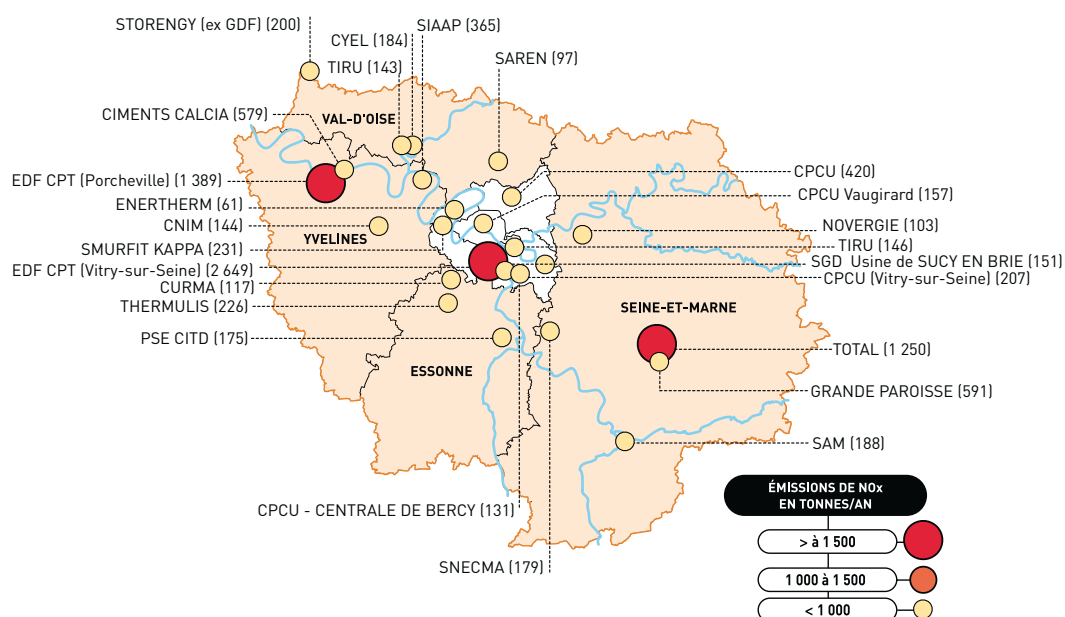 STORENGY (ex GDF) (200)
SIAAP (365)
CYEL (184)
TIRU (143)
SAREN (97)
CIMENTS CALCIA (579)
VAL-D'OISE
EDF CPT (Porcheville) (1 389)
CPCU (420)
CPCU Vaugirard (157)
ENERTHERM (61)
CNIM (144)
NOVERGIE (103)
YVELINES
SMURFIT KAPPA (231)
TIRU (146)
SGD Usine de SUCY EN BRIE (151)
EDF CPT (Vitry-sur-Seine) (2 649)
CPCU (Vitry-sur-Seine) (207)
CURMA (117)
THERMULIS (226)
SEINE-ET-MARNE
PSE CITD (175)
TOTAL (1 250)
ESSONNE
GRANDE PAROISSE (591)
SAM (188)
CPCU - CENTRALE DE BERCY (131)
SNECMA (179)
ÉMISSIONS DE NOx
EN TONNES/AN
> à 1 500
1 000 à 1 500
< 1 000